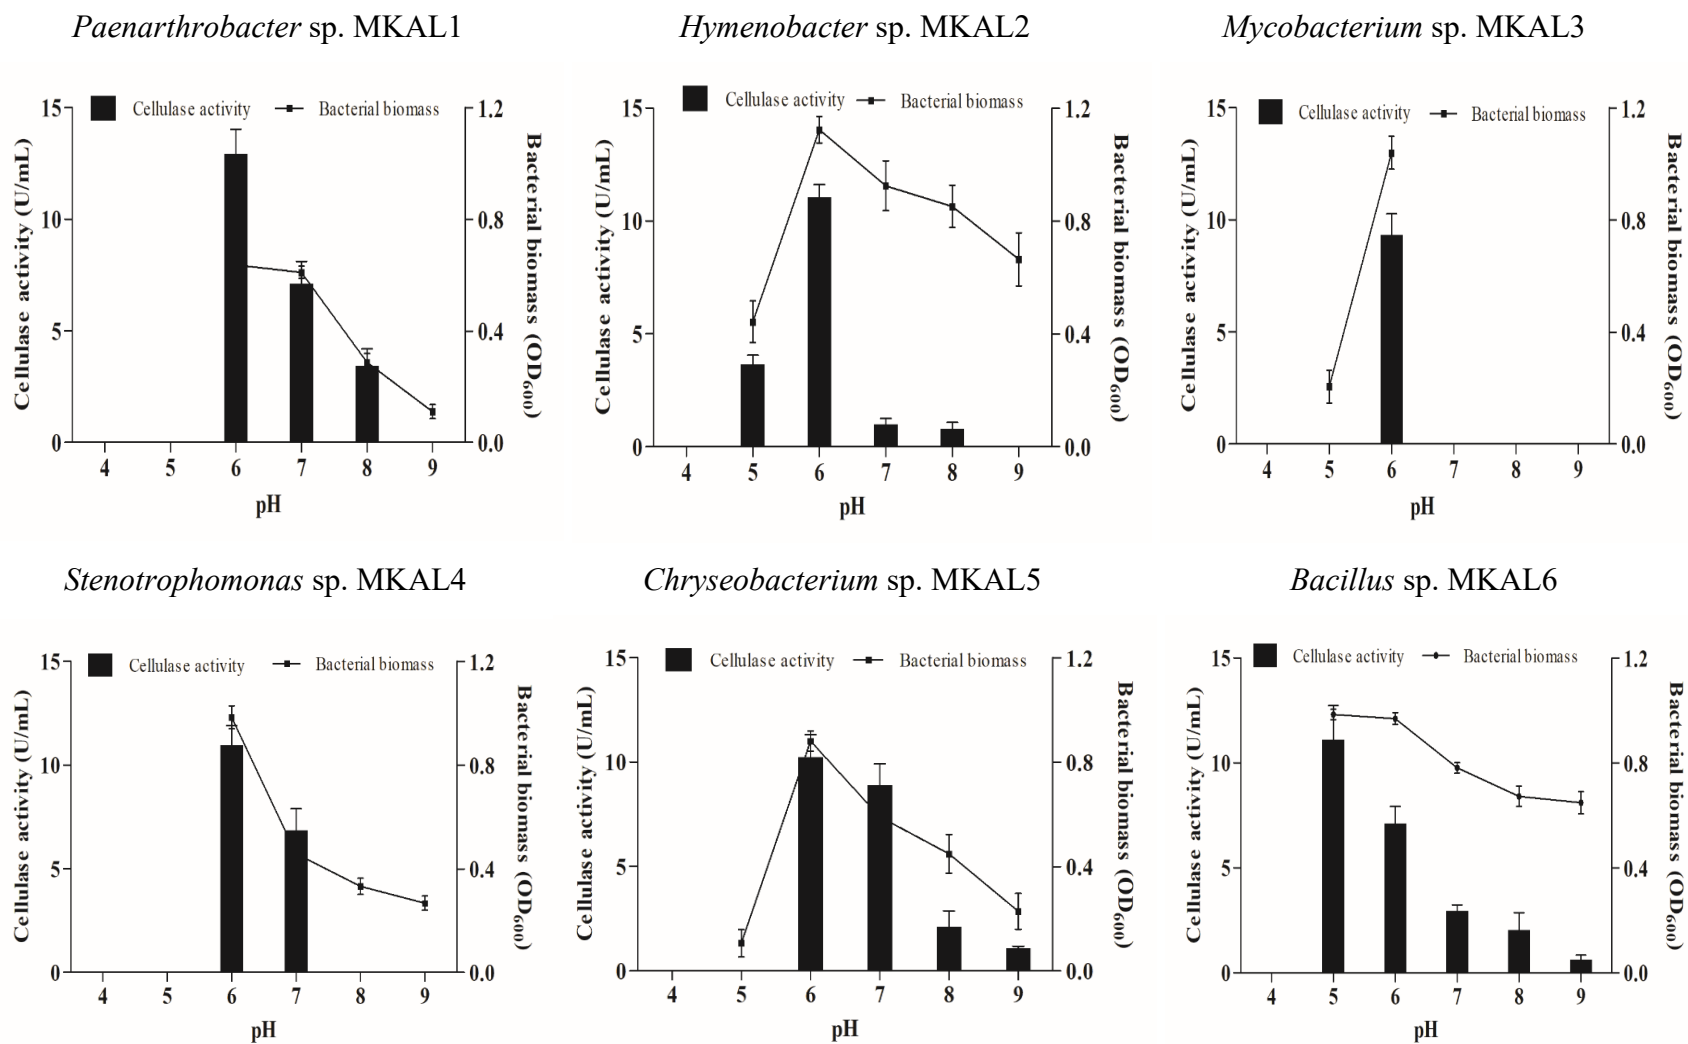 Paenarthrobacter sp. MKAL1
Cellulase activity
Bacterial biomass
Cellulase activity (U/mL)
15
10
5
0
1.2
0.8
0.4
0.0
Bacterial biomass (OD600)
4 5 6 7 8 9
pH
Hymenobacter sp. MKAL2
Cellulase activity
Bacterial biomass
Cellulase activity (U/mL)
15
10
5
0
1.2
0.8
0.4
0.0
Bacterial biomass (OD600)
4 5 6 7 8 9
pH
Mycobacterium sp. MKAL3
Cellulase activity
Bacterial biomass
Cellulase activity (U/mL)
15
10
5
0
1.2
0.8
0.4
0.0
Bacterial biomass (OD600)
4 5 6 7 8 9
pH
Stenotrophomonas sp. MKAL4
Cellulase activity
Bacterial biomass
Cellulase activity (U/mL)
15
10
5
0
1.2
0.8
0.4
0.0
Bacterial biomass (OD600)
4 5 6 7 8 9
pH
Chryseobacterium sp. MKAL5
Cellulase activity
Bacterial biomass
Cellulase activity (U/mL)
15
10
5
0
1.2
0.8
0.4
0.0
Bacterial biomass (OD600)
4 5 6 7 8 9
pH
Bacillus sp. MKAL6
Cellulase activity
Bacterial biomass
Cellulase activity (U/mL)
15
10
5
0
1.2
0.8
0.4
0.0
Bacterial biomass (OD600)
4 5 6 7 8 9
pH